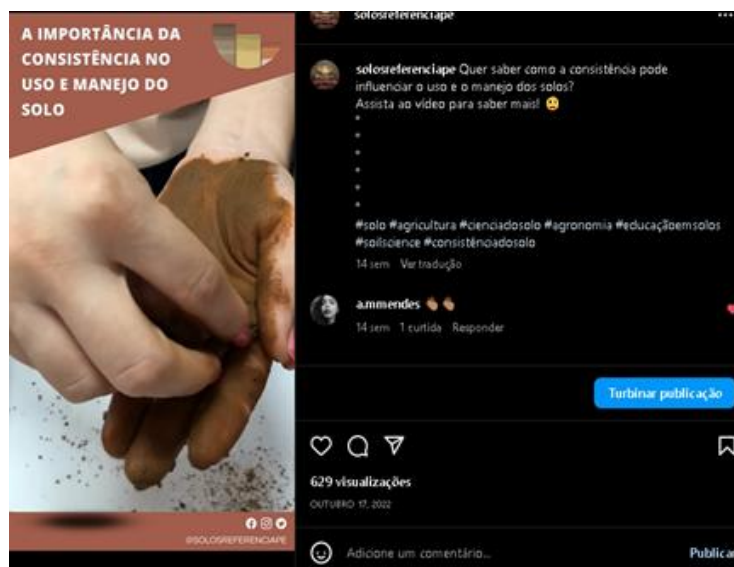 A IMPORTÂNCIA DA
CONSISTÊNCIA NO
USO E MANEJO DO
SOLO
@SOLOSREFERENCIAPE
solosreferenciape
solosreferenciape Quer saber como a consistência pode
influenciar o uso e o manejo dos solos?
Assista ao vídeo para saber mais!
*
*
*
*
*
*
#solo #agricultura #cienciadosolo #agronomia #educaçãoemsolos
#soilscience #consistênciadosolo
14 sem Ver tradução
a.mmendes
14 sem 1 curtida Responder
Turbinar publicação
629 visualizações
OUTUBRO 17, 2022
Adicione um comentário...
Publicar